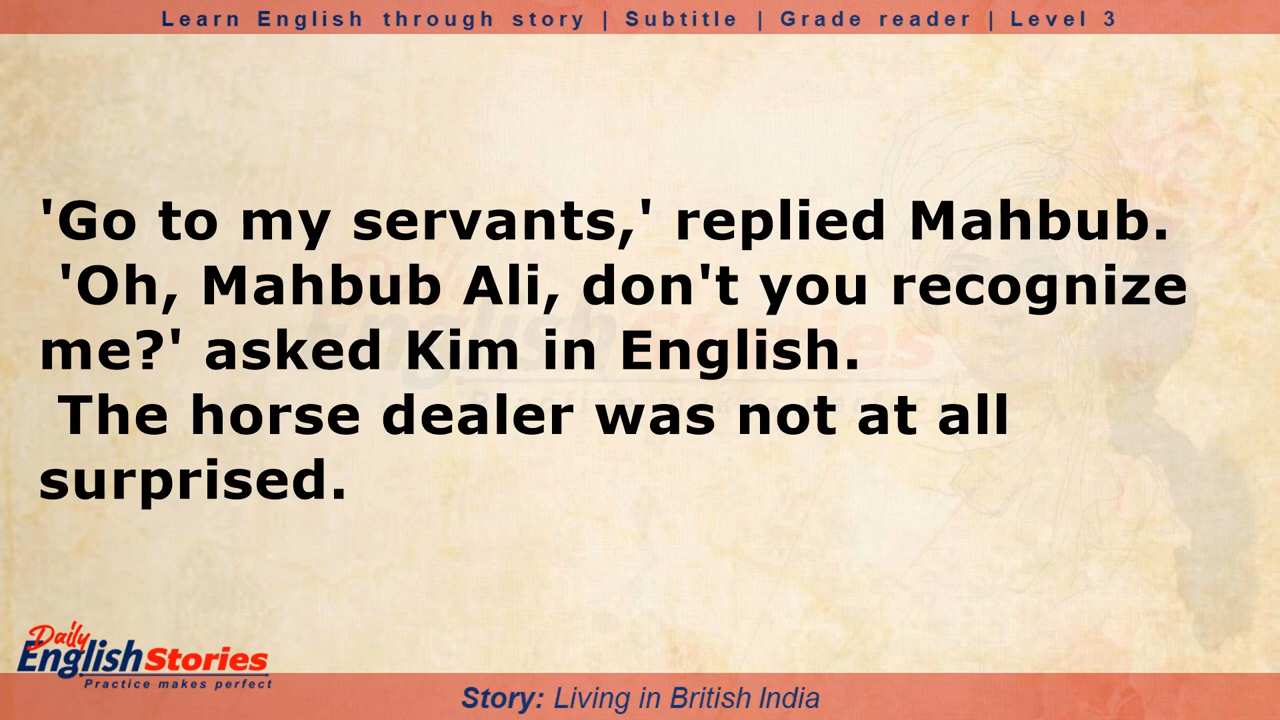 Learn English through story | Subtitle | Grade reader | Level 3
'Go to my servants,' replied Mahbub.
'Oh, Mahbub Ali, don't you recognize
me?' asked Kim in English.
The horse dealer was not at all
surprised.
Daily
English Stories
Practice makes perfect
Story: Living in British India